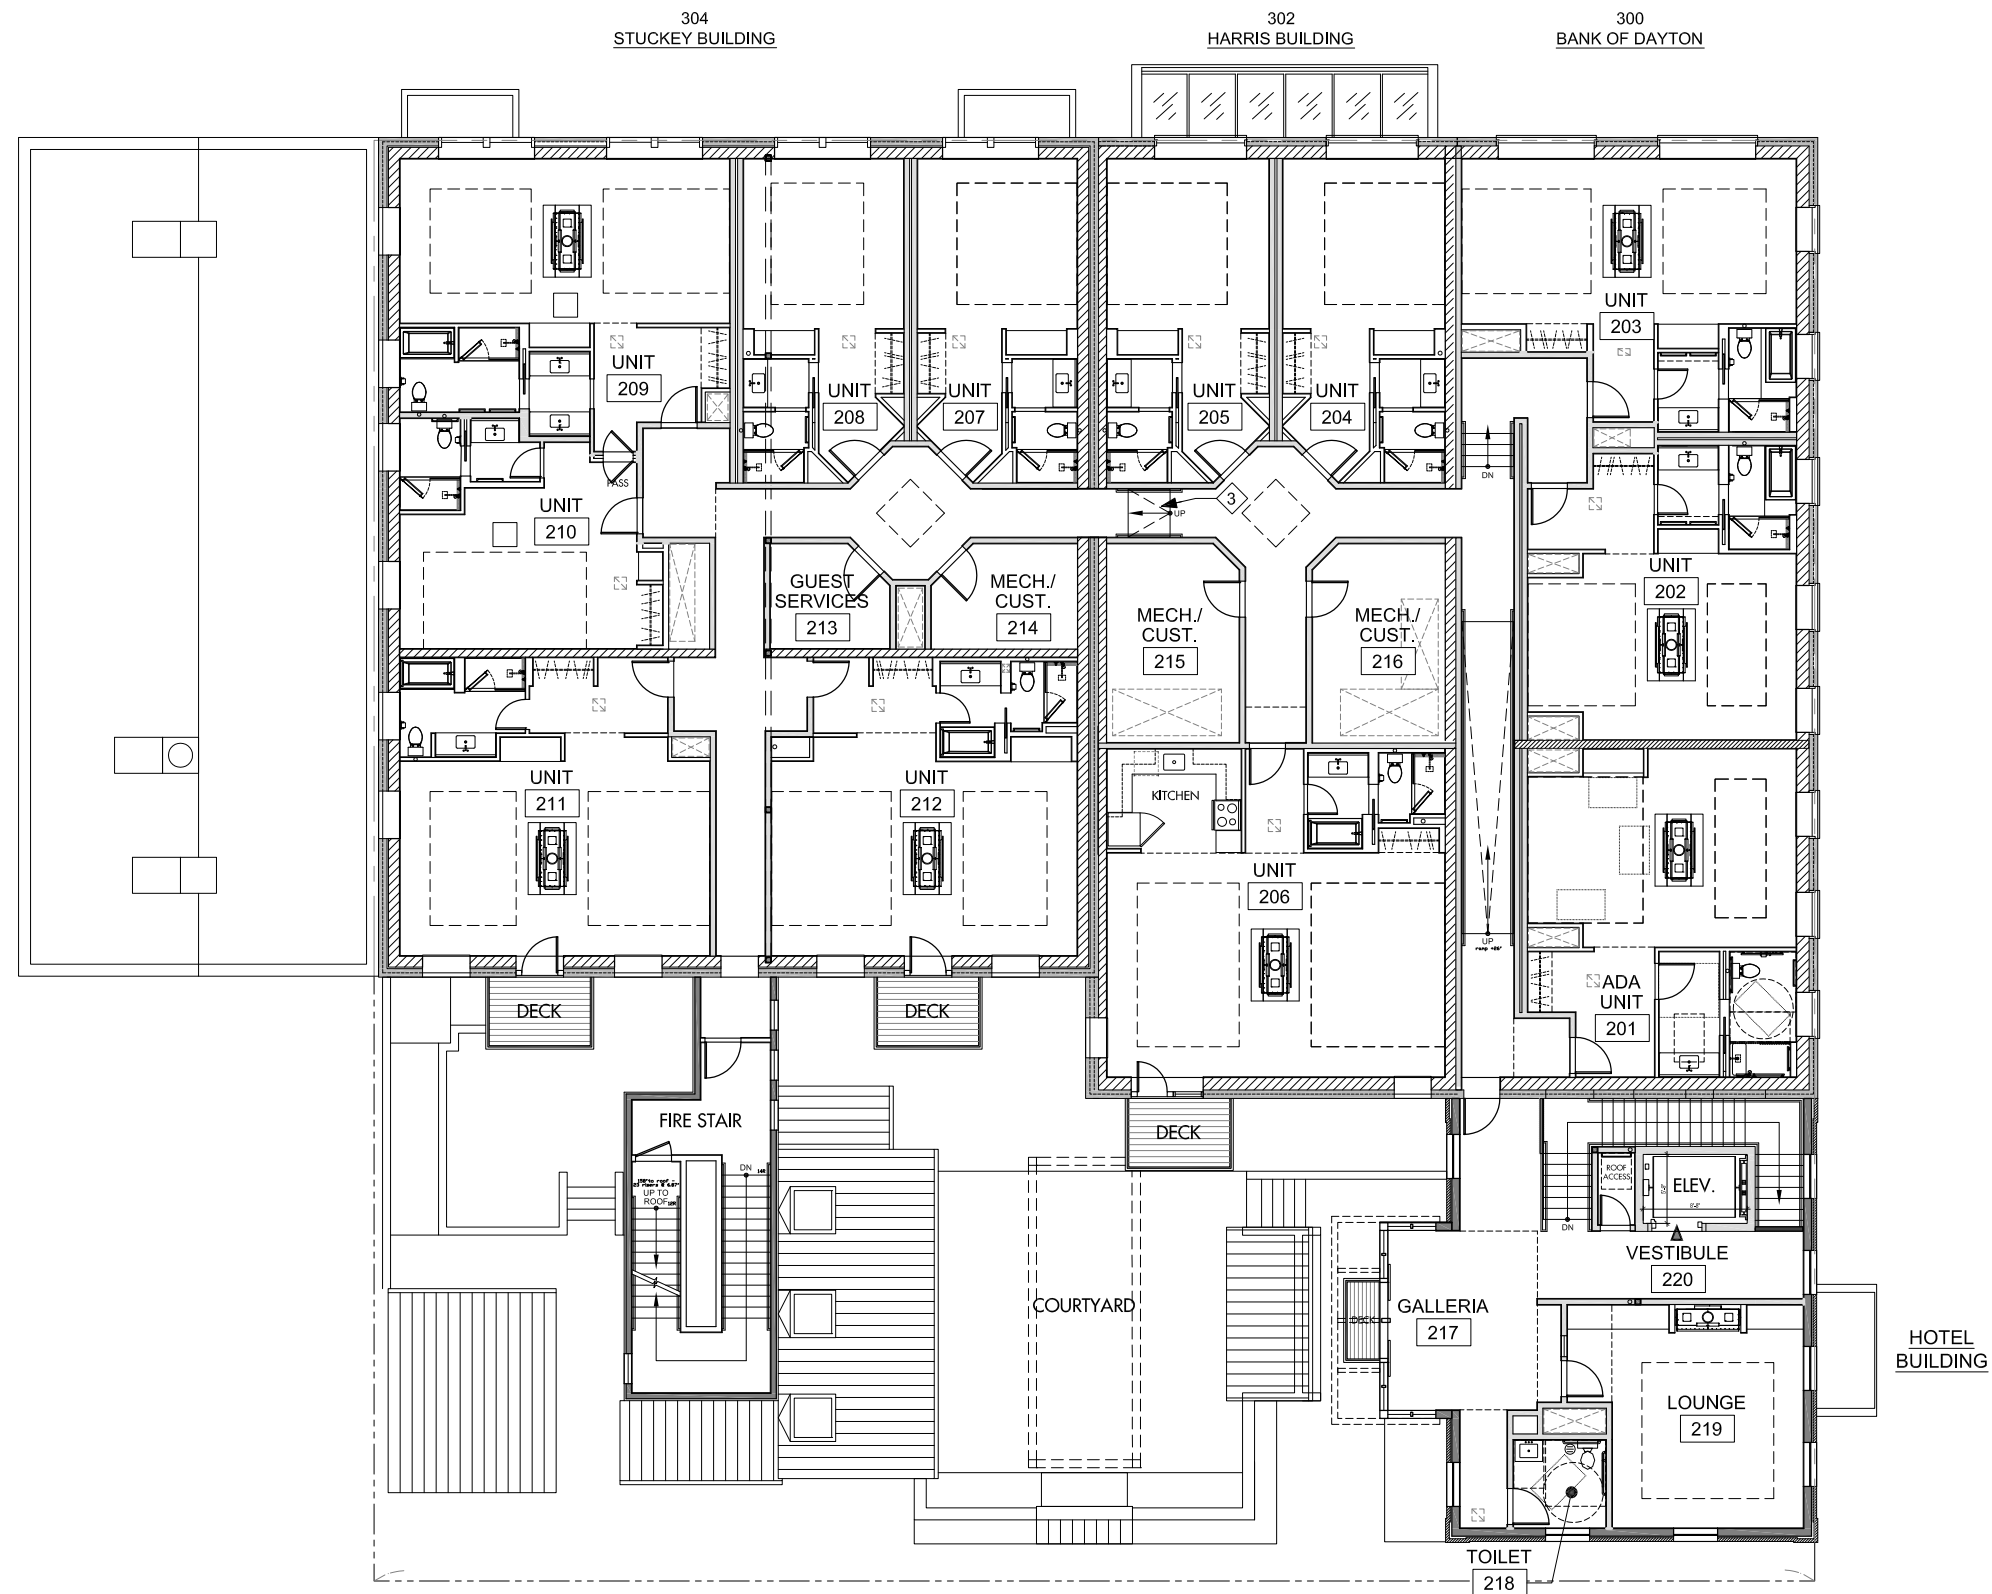 304
STUCKEY BUILDING
302
HARRIS BUILDING
300
BANK OF DAYTON
UNIT
203
UNIT
209
UNIT
208
UNIT
207
UNIT
205
UNIT
204
PASS
DN
3
UP
UNIT
210
GUEST
SERVICES
213
MECH./
CUST.
214
MECH./
CUST.
215
MECH./
CUST.
216
UNIT
202
UNIT
211
UNIT
212
KITCHEN
UNIT
206
UP
ramp +26"
ADA
UNIT
201
DECK
DECK
FIRE STAIR
DECK
DN
14R
UP TO
ROOF
ROOF
ACCESS
ELEV.
DN
VESTIBULE
220
COURTYARD
DECK
GALLERIA
217
HOTEL
BUILDING
LOUNGE
219
TOILET
218